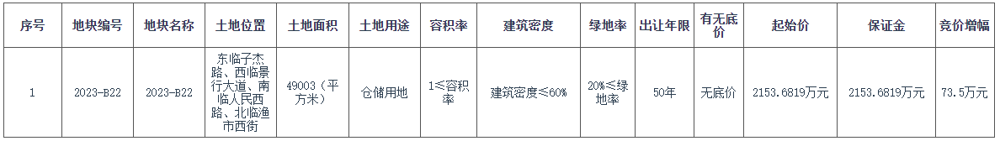 序号 地块编号 地块名称 土地位置 土地面积 土地用途 容积率 建筑密度 绿地率 出让年限 有无底价 起始价 保证金 竞价增幅
1 2023-B22 2023-B22 东临子杰路、西临景行大道、南临人民西路、北临渔市西街 49003（平方米） 仓储用地 1≤容积率 建筑密度≤60% 20%≤绿地率 50年 无底价 2153.6819万元 2153.6819万元 73.5万元